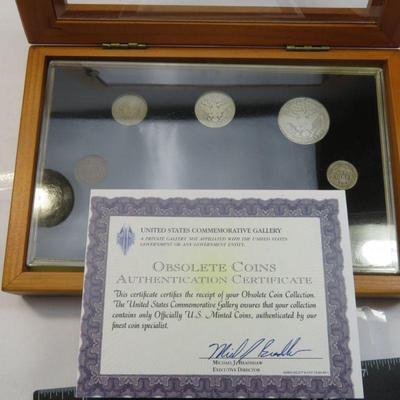 UNITED STATES COMMEMORATIVE GALLERY
A PRIVATE GALLERY NOT AFFILIATED WITH THE UNITED STATES
GOVERNMENT OR ANY GOVERNMENT ENTITY.
OBSOLETE COINS
AUTHENTICATION CERTIFICATE
This certificate certifies the receipt of your Obsolete Coin Collection.
The United States Commemorative Gallery ensures that your collection
contains only Officially U.S. Minted Coins, authenticated by our
finest coin specialist.
EXECUTIVE DIRECTOR